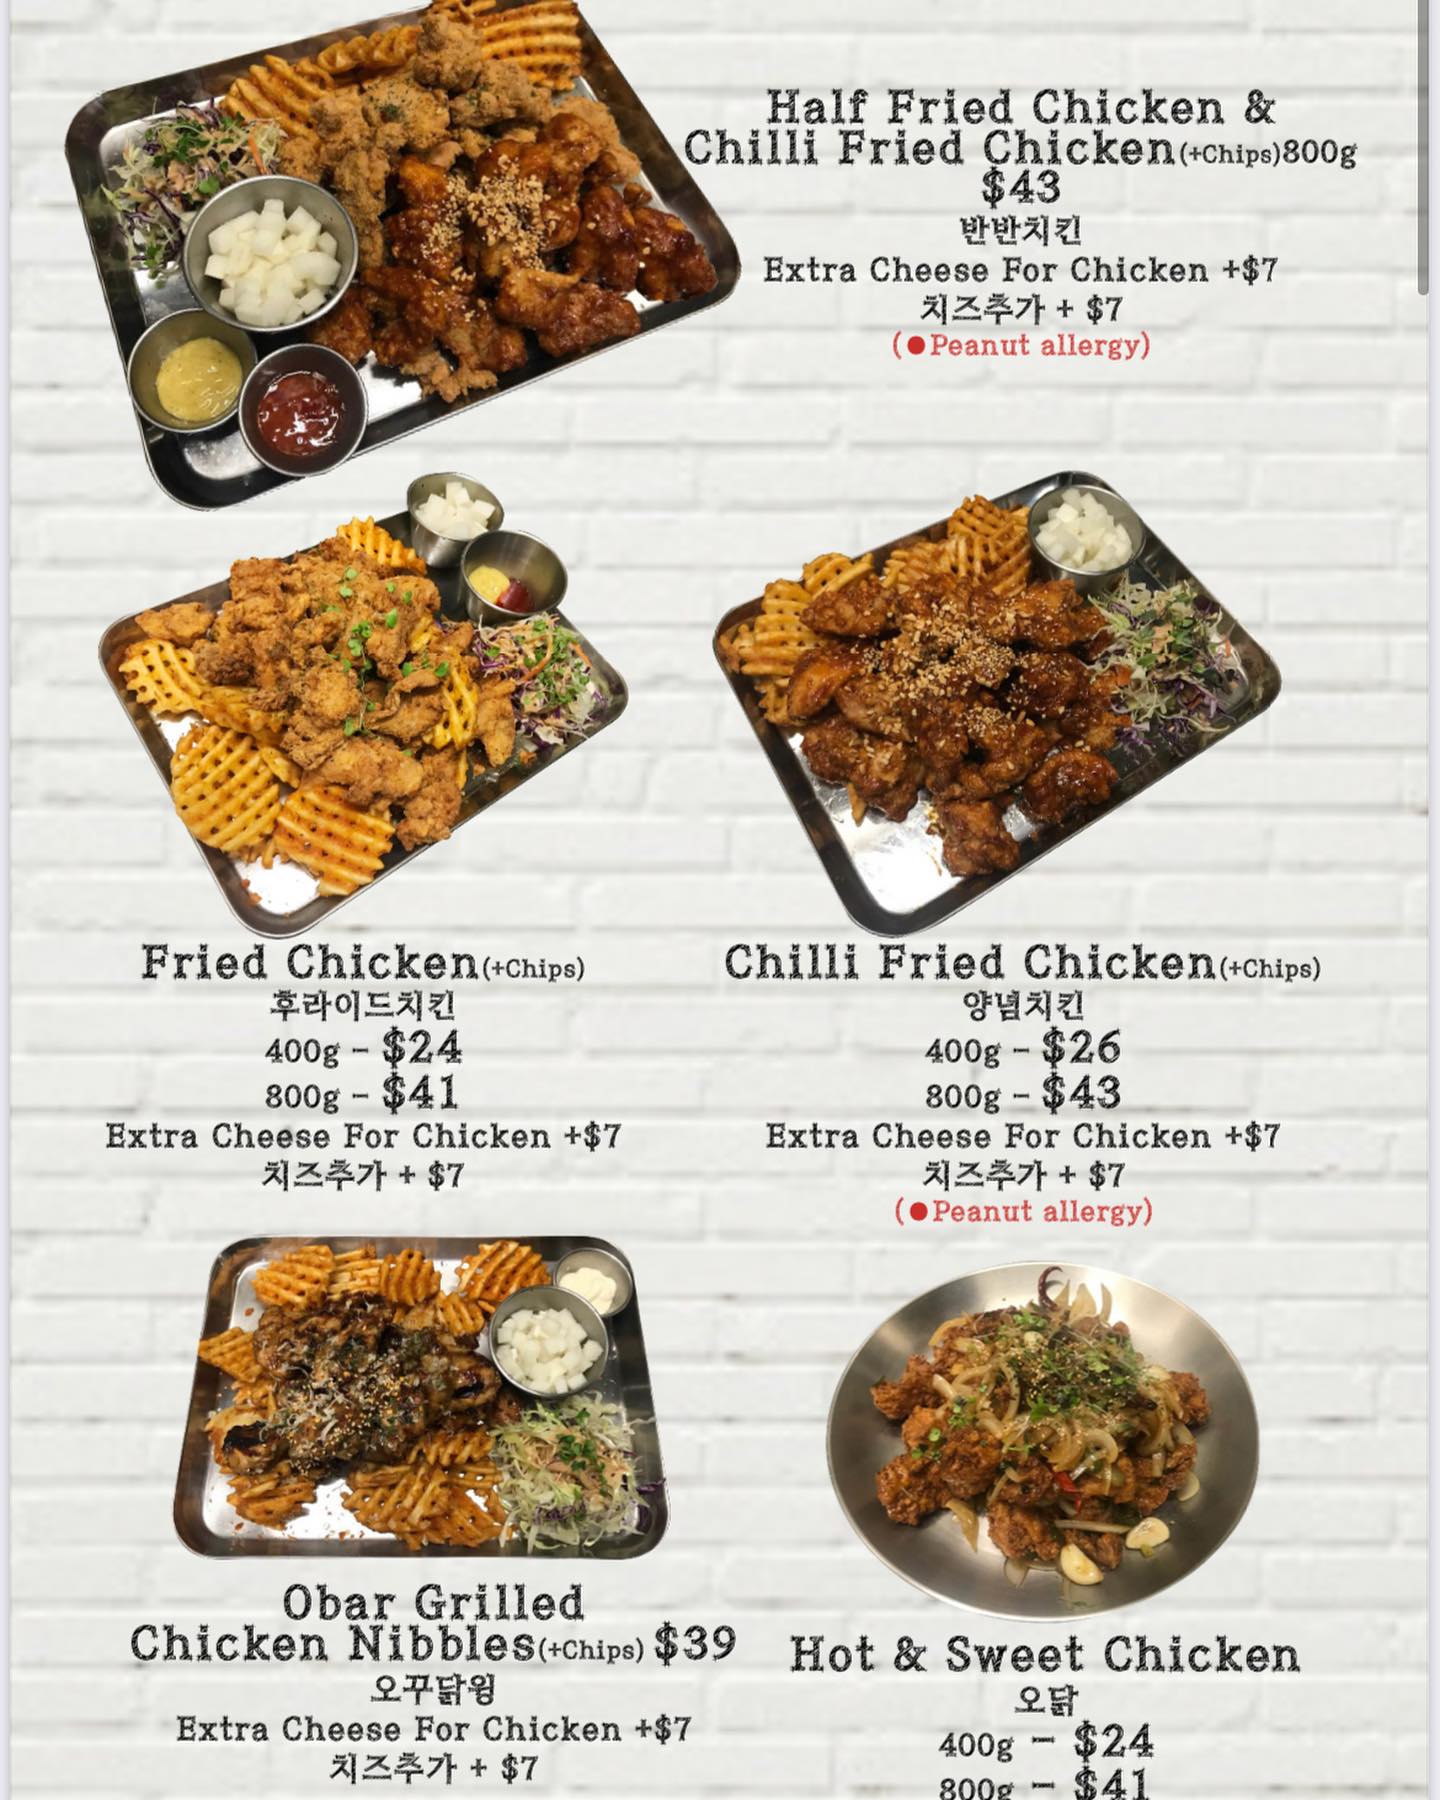 Half Fried Chicken &
Chilli Fried Chicken(+Chips)800g
$43
반반치킨
Extra Cheese For Chicken +$7
치즈추가 + $7
(●Peanut allergy)
Fried Chicken(+Chips)
후라이드치킨
400g - $24
800g - $41
Extra Cheese For Chicken +$7
치즈추가 + $7
Chilli Fried Chicken(+Chips)
양념치킨
400g - $26
800g - $43
Extra Cheese For Chicken +$7
치즈추가 + $7
(●Peanut allergy)
Obar Grilled
Chicken Nibbles(+Chips) $39
오꾸닭윙
Extra Cheese For Chicken +$7
치즈추가 + $7
Hot & Sweet Chicken
오닭
400g - $24
800g - $41